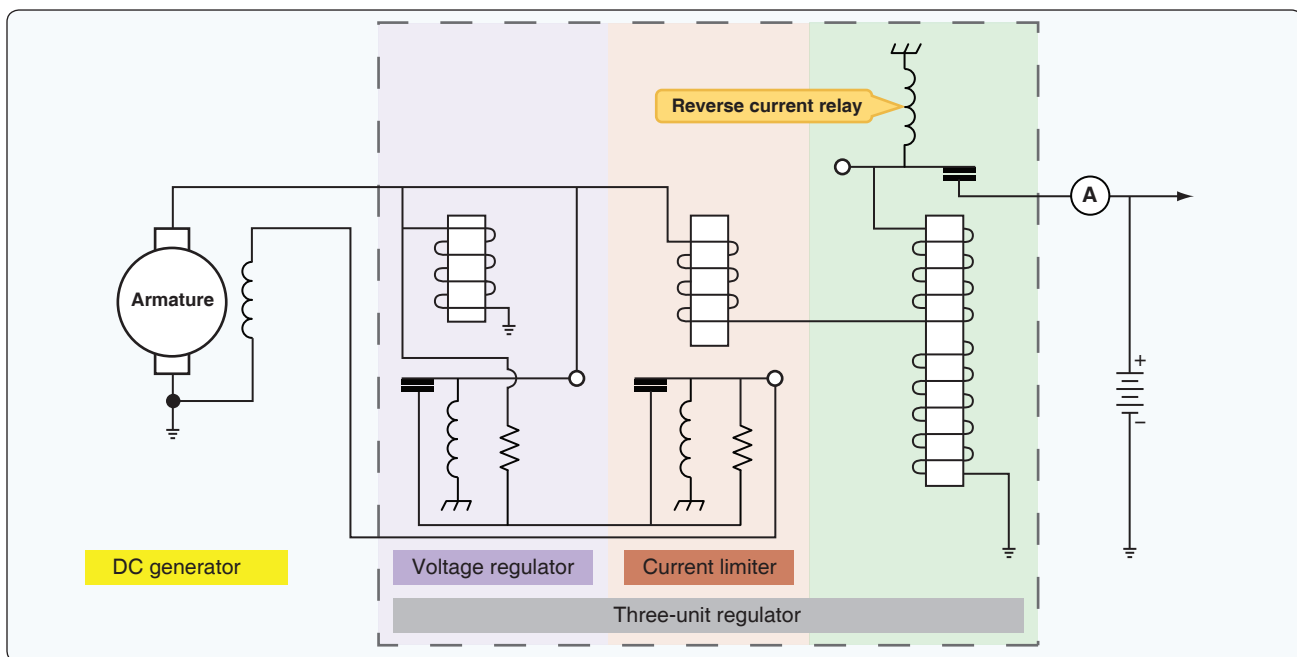 Reverse current relay
A
Armature
+
−
DC generator
Voltage regulator
Current limiter
Three-unit regulator